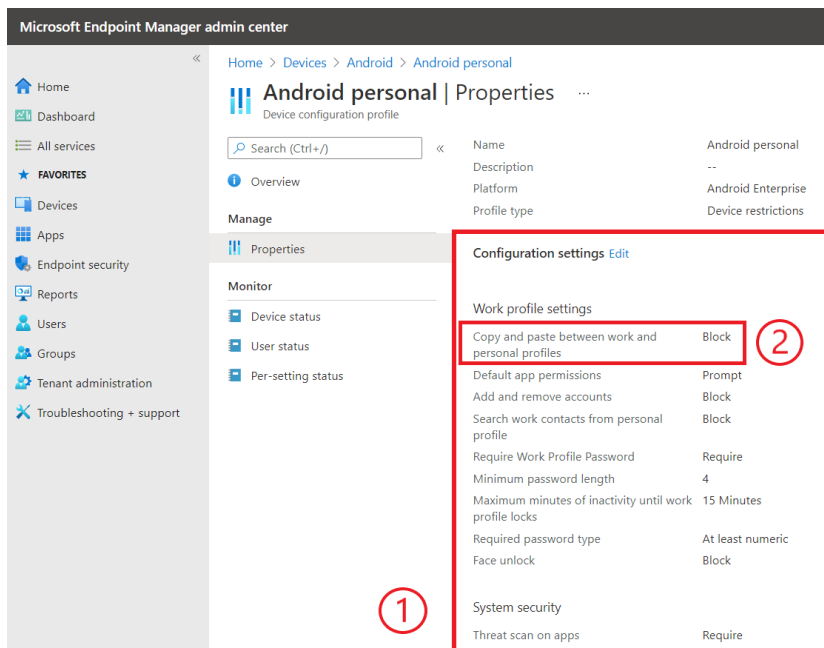 Microsoft Endpoint Manager admin center
«
Home
Dashboard
All services
FAVORITES
Devices
Apps
Endpoint security
Reports
Users
Groups
Tenant administration
Troubleshooting + support
Home > Devices > Android > Android personal
Android personal | Properties ...
Device configuration profile
Search (Ctrl+/) «
Overview
Manage
Properties
Monitor
Device status
User status
Per-setting status
Name Android personal
Description --
Platform Android Enterprise
Profile type Device restrictions
Configuration settings Edit
Work profile settings
Copy and paste between work and Block
personal profiles
2
Default app permissions Prompt
Add and remove accounts Block
Search work contacts from personal Block
profile
Require Work Profile Password Require
Minimum password length 4
Maximum minutes of inactivity until work 15 Minutes
profile locks
Required password type At least numeric
Face unlock Block
1
System security
Threat scan on apps Require